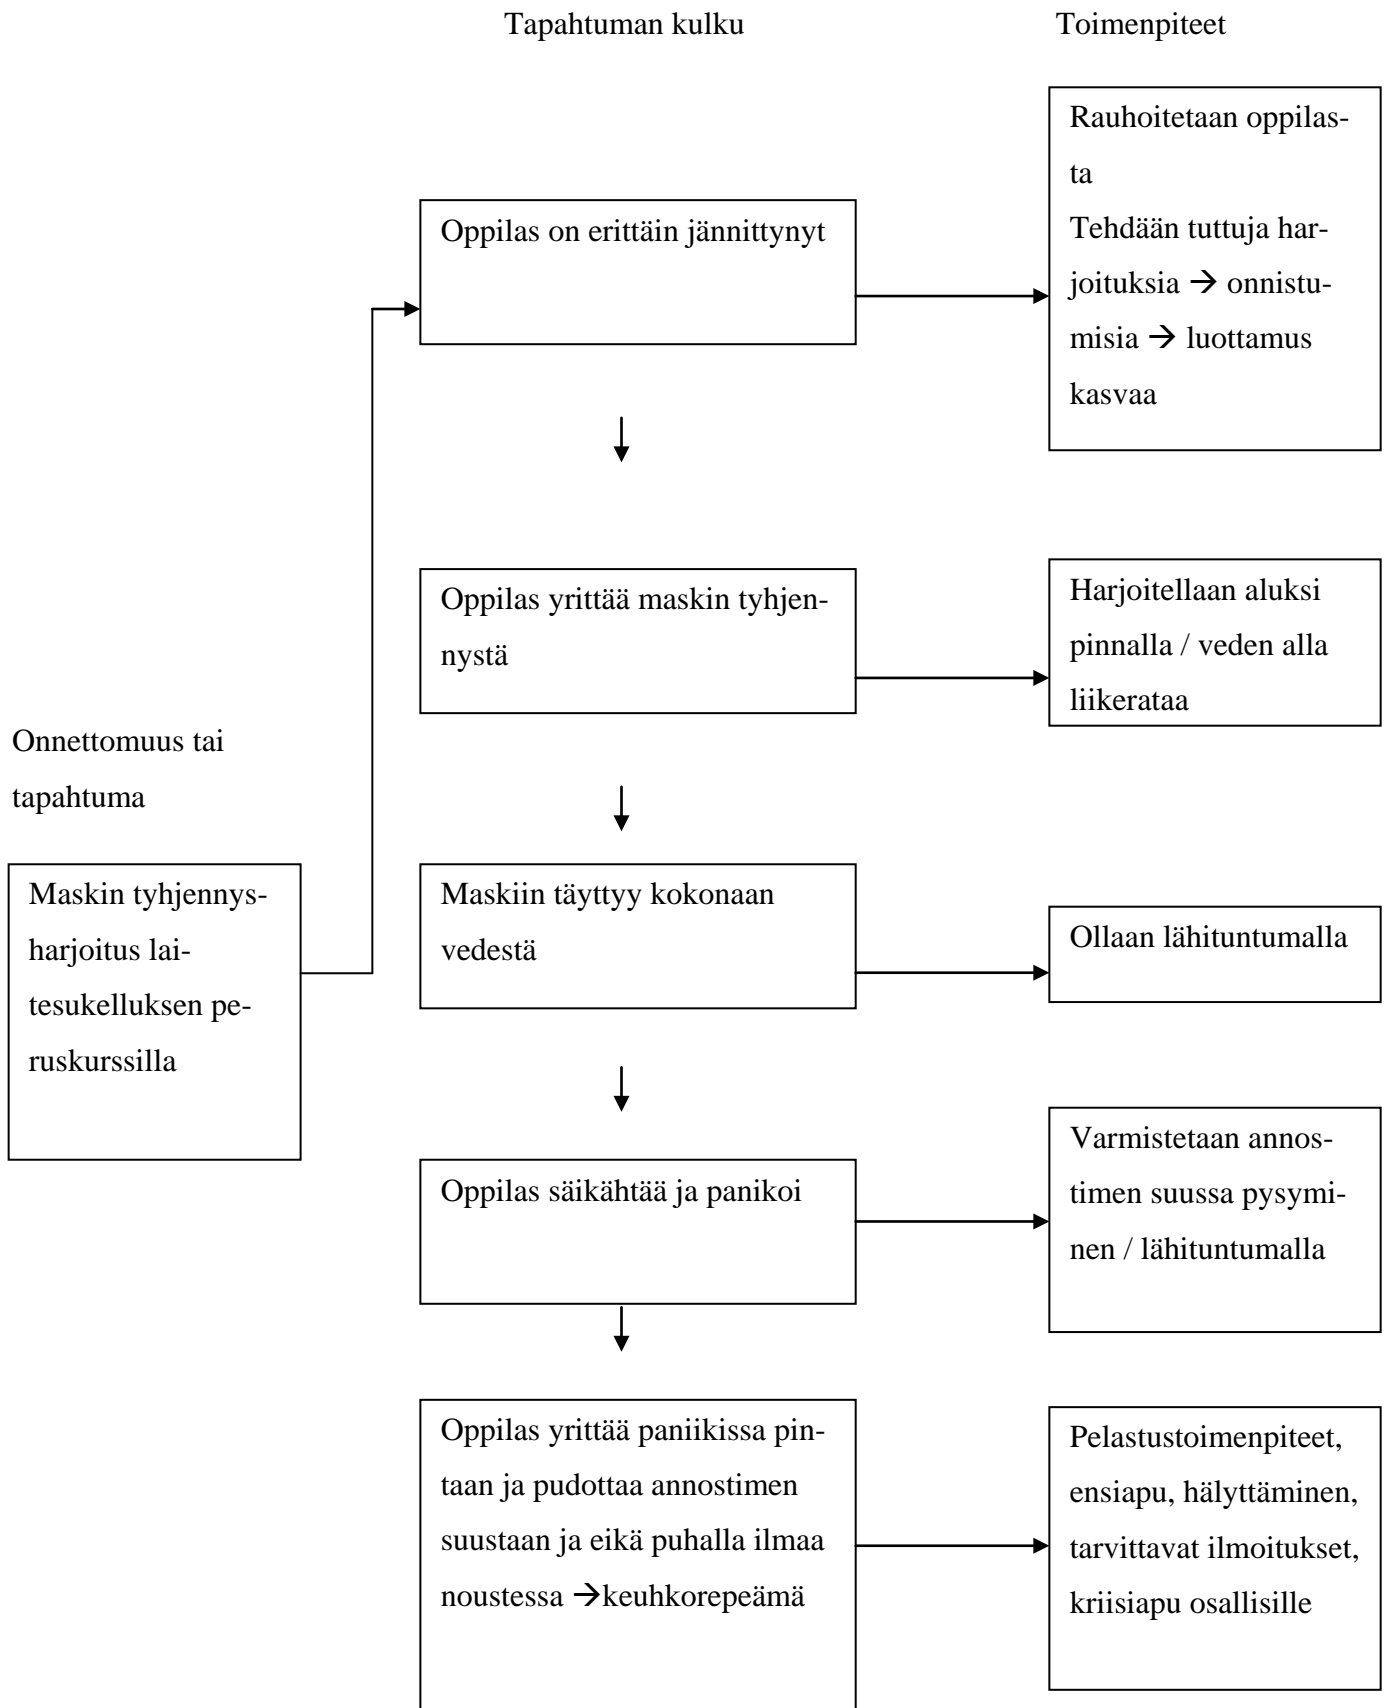 Tapahtuman kulku
Toimenpiteet
Rauhoitetaan oppilas-
ta
Tehdään tuttuja har-
joituksia → onnistu-
misia → luottamus
kasvaa
Oppilas on erittäin jännittynyt
Oppilas yrittää maskin tyhjen-
nystä
Harjoitellaan aluksi
pinnalla / veden alla
liikerataa
Onnettomuus tai
tapahtuma
Maskin tyhjennys-
harjoitus lai-
tesukelluksen pe-
ruskurssilla
Maskiin täyttyy kokonaan
vedestä
Ollaan lähituntumalla
Oppilas säikähtää ja panikoi
Varmistetaan annos-
timen suussa pysymi-
nen / lähituntumalla
Oppilas yrittää paniikissa pin-
taan ja pudottaa annostimen
suustaan ja eikä puhalla ilmaa
noustessa →keuhkorepeämä
Pelastustoimenpiteet,
ensiapu, hälyttäminen,
tarvittavat ilmoitukset,
kriisiapu osallisille